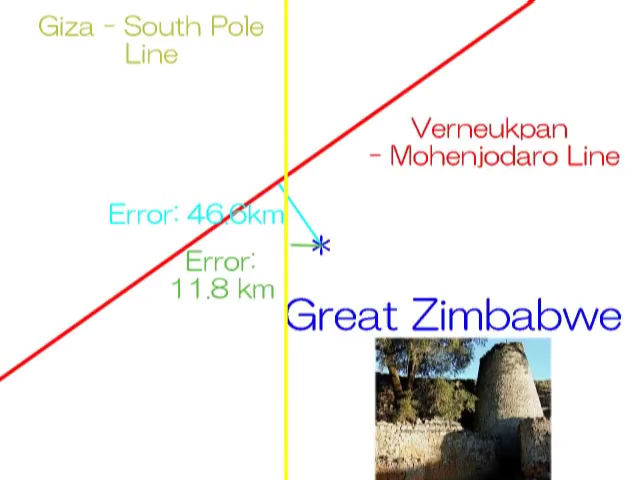 Giza - South Pole
Line
Verneukpan
- Mohenjodaro Line
Error: 46.6km
Error:
11.8 km
Great Zimbabwe